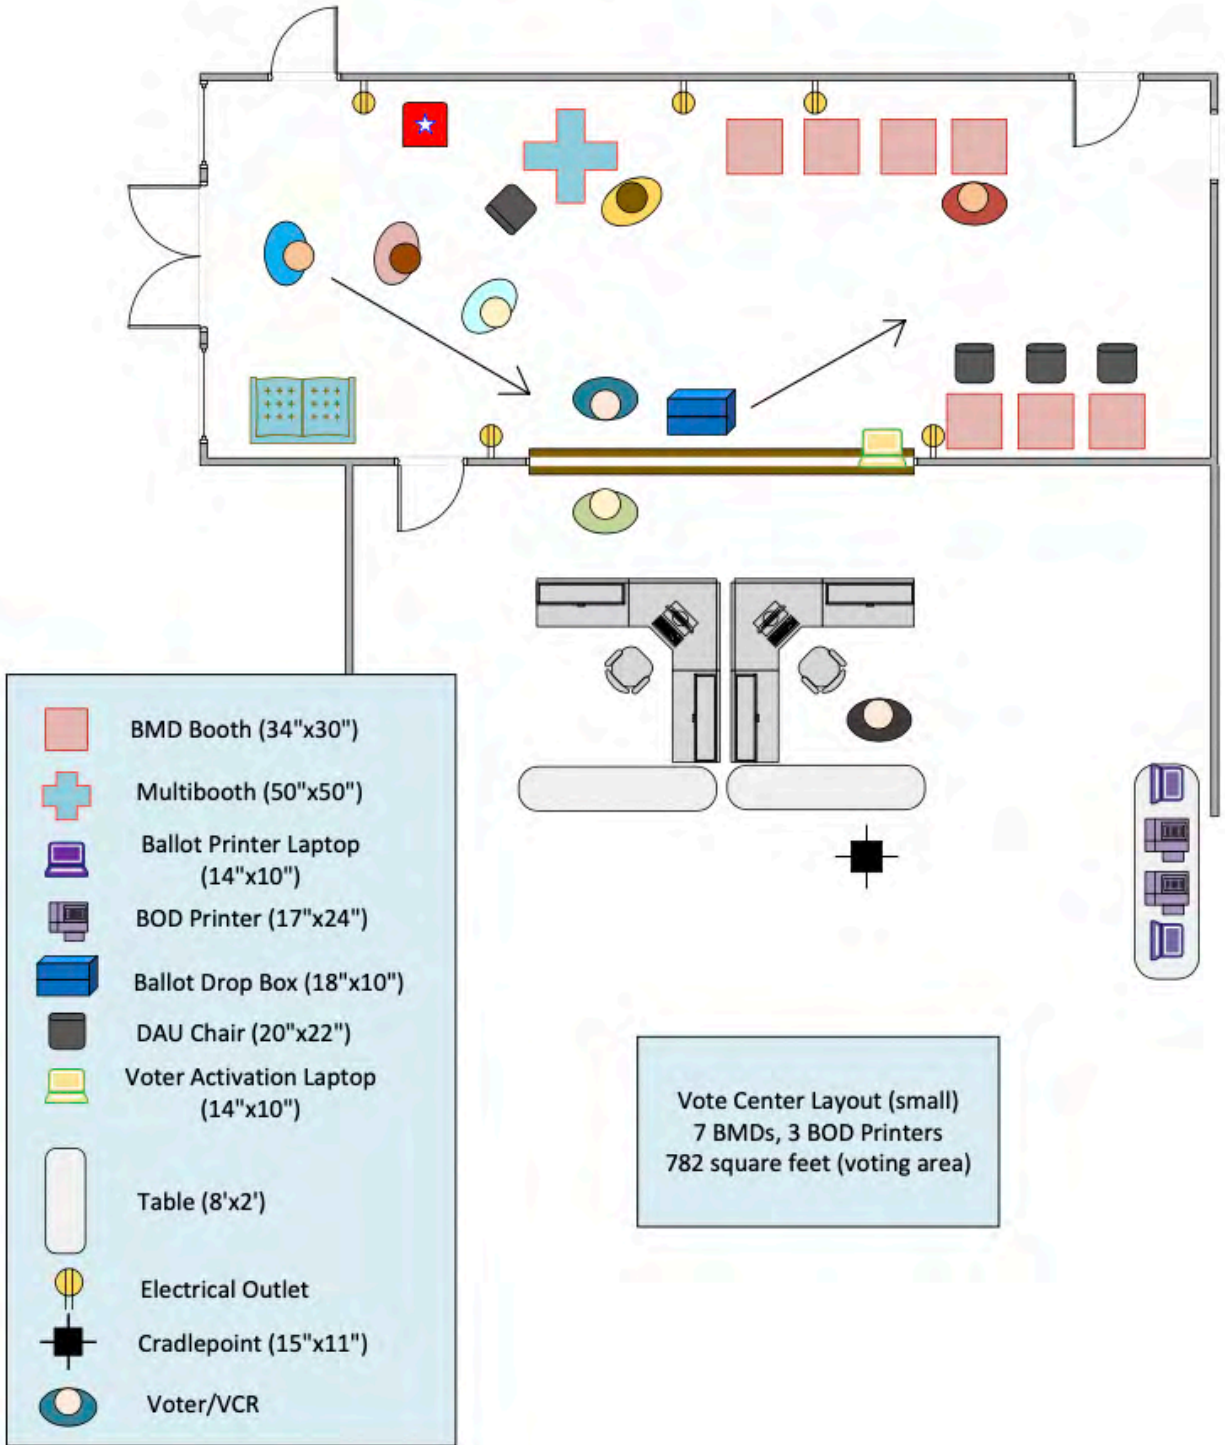 BMD Booth (34"x30")
Multibooth (50"x50")
Ballot Printer Laptop
(14"x10")
BOD Printer (17"x24")
Ballot Drop Box (18"x10")
DAU Chair (20"x22")
Voter Activation Laptop
(14"x10")
Table (8'x2')
Electrical Outlet
Cradlepoint (15"x11")
Voter/VCR
Vote Center Layout (small)
7 BMDs, 3 BOD Printers
782 square feet (voting area)